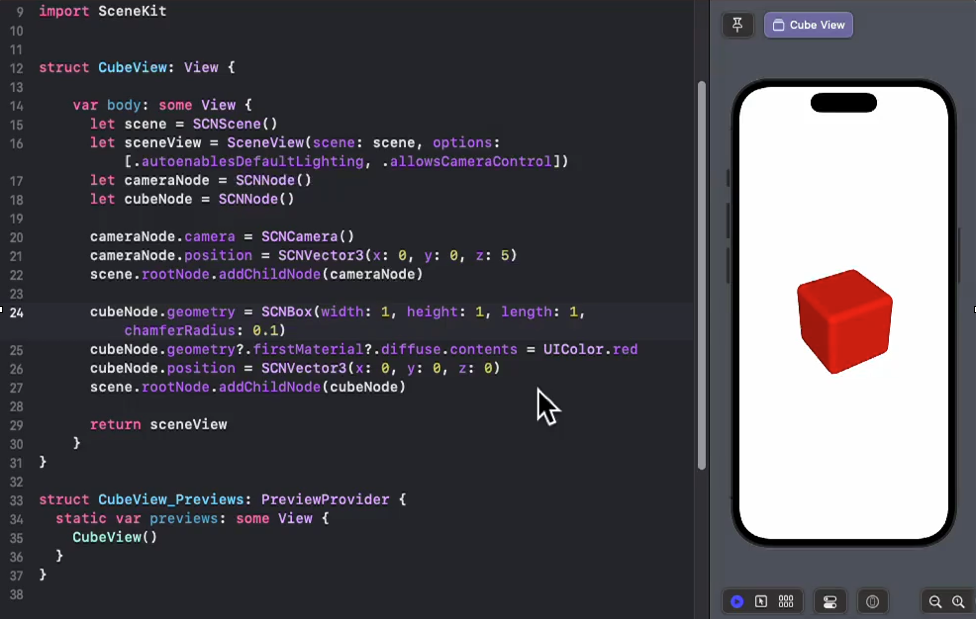 9 import SceneKit
10
11
12 struct CubeView: View {
13
14 var body: some View {
15 let scene = SCNScene()
16 let sceneView = SceneView(scene: scene, options:
[.autoenablesDefaultLighting, .allowsCameraControl])
17 let cameraNode = SCNNode()
18 let cubeNode = SCNNode()
19
20 cameraNode.camera = SCNCamera()
21 cameraNode.position = SCNVector3(x: 0, y: 0, z: 5)
22 scene.rootNode.addChildNode(cameraNode)
23
24 cubeNode.geometry = SCNBox(width: 1, height: 1, length: 1,
chamferRadius: 0.1)
25 cubeNode.geometry?.firstMaterial?.diffuse.contents = UIColor.red
26 cubeNode.position = SCNVector3(x: 0, y: 0, z: 0)
27 scene.rootNode.addChildNode(cubeNode)
28
29 return sceneView
30 }
31 }
32
33 struct CubeView_Previews: PreviewProvider {
34 static var previews: some View {
35 CubeView()
36 }
37 }
38
Cube View